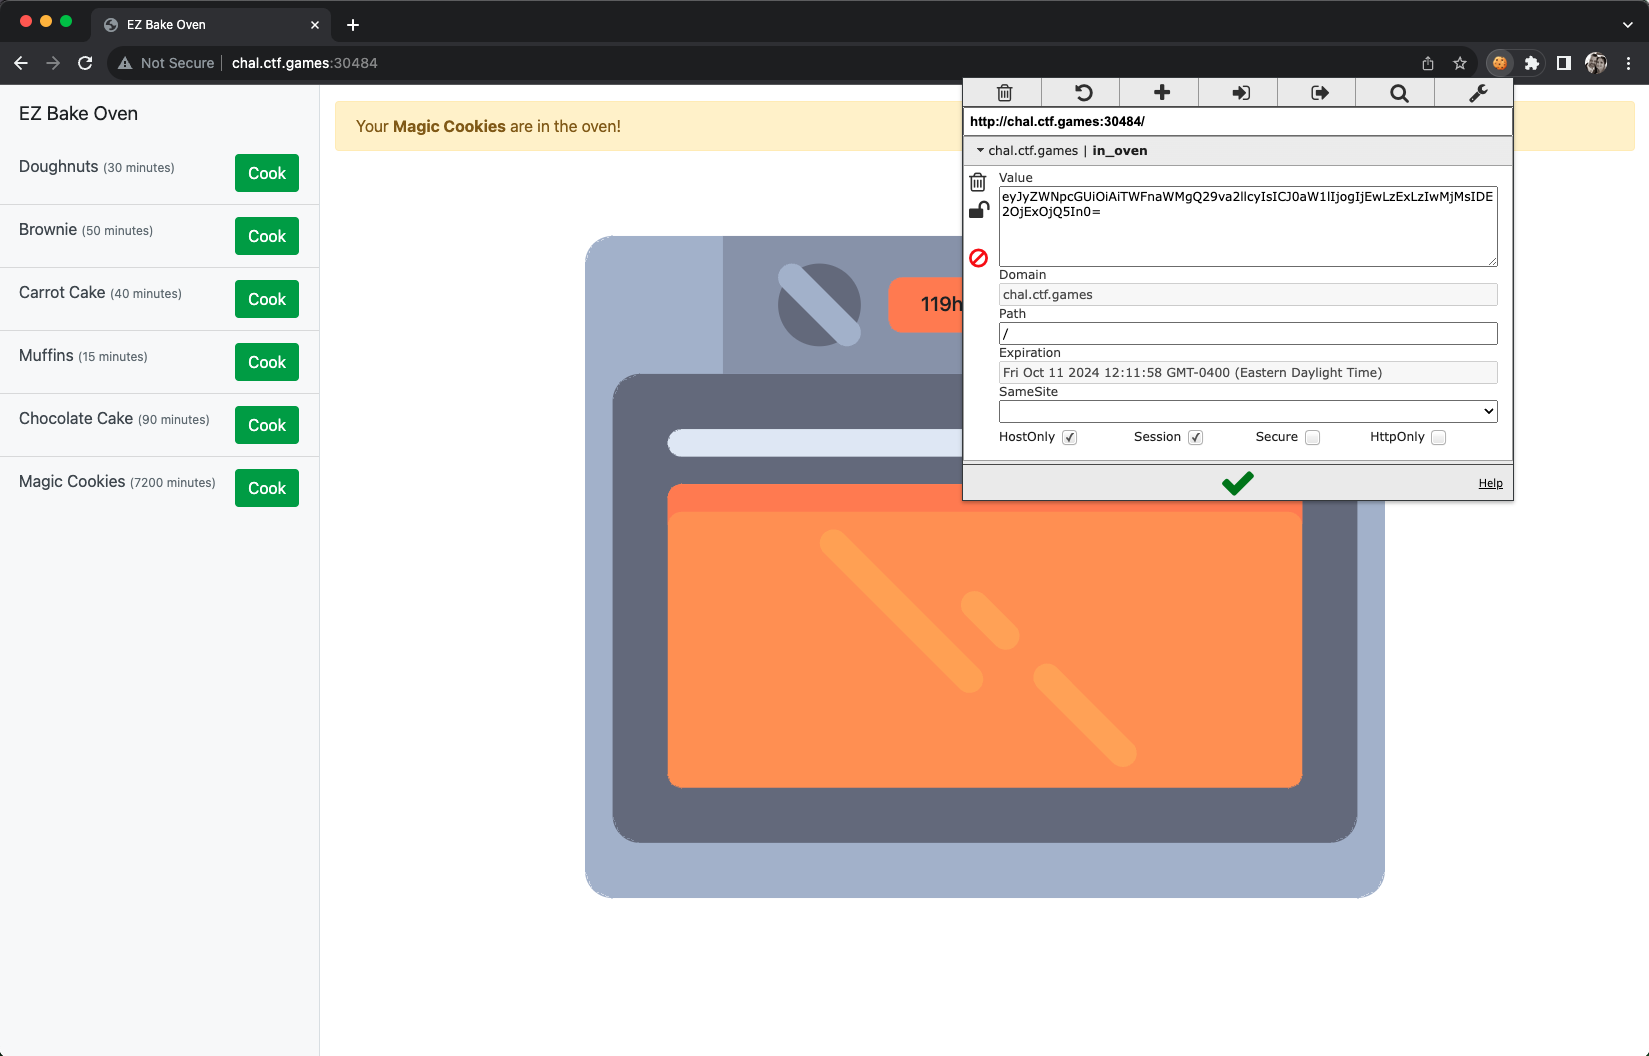 EZ Bake Oven
Not Secure
chal.ctf.games:30484
EZ Bake Oven
Doughnuts (30 minutes)
Cook
Brownie (50 minutes)
Cook
Carrot Cake (40 minutes)
Cook
Muffins (15 minutes)
Cook
Chocolate Cake (90 minutes)
Cook
Magic Cookies (7200 minutes)
Cook
Your Magic Cookies are in the oven!
119h
http://chal.ctf.games:30484/
chal.ctf.games | in_oven
Value
eyJyZWNpcGUiOiAiTWFnaWMgQ29va2llcyIsICJ0aW1lIjogIjEwLzExLzIwMjMsIDE
2OjExOjQ5In0=
Domain
chal.ctf.games
Path
/
Expiration
Fri Oct 11 2024 12:11:58 GMT-0400 (Eastern Daylight Time)
SameSite
HostOnly
Session
Secure
HttpOnly
Help